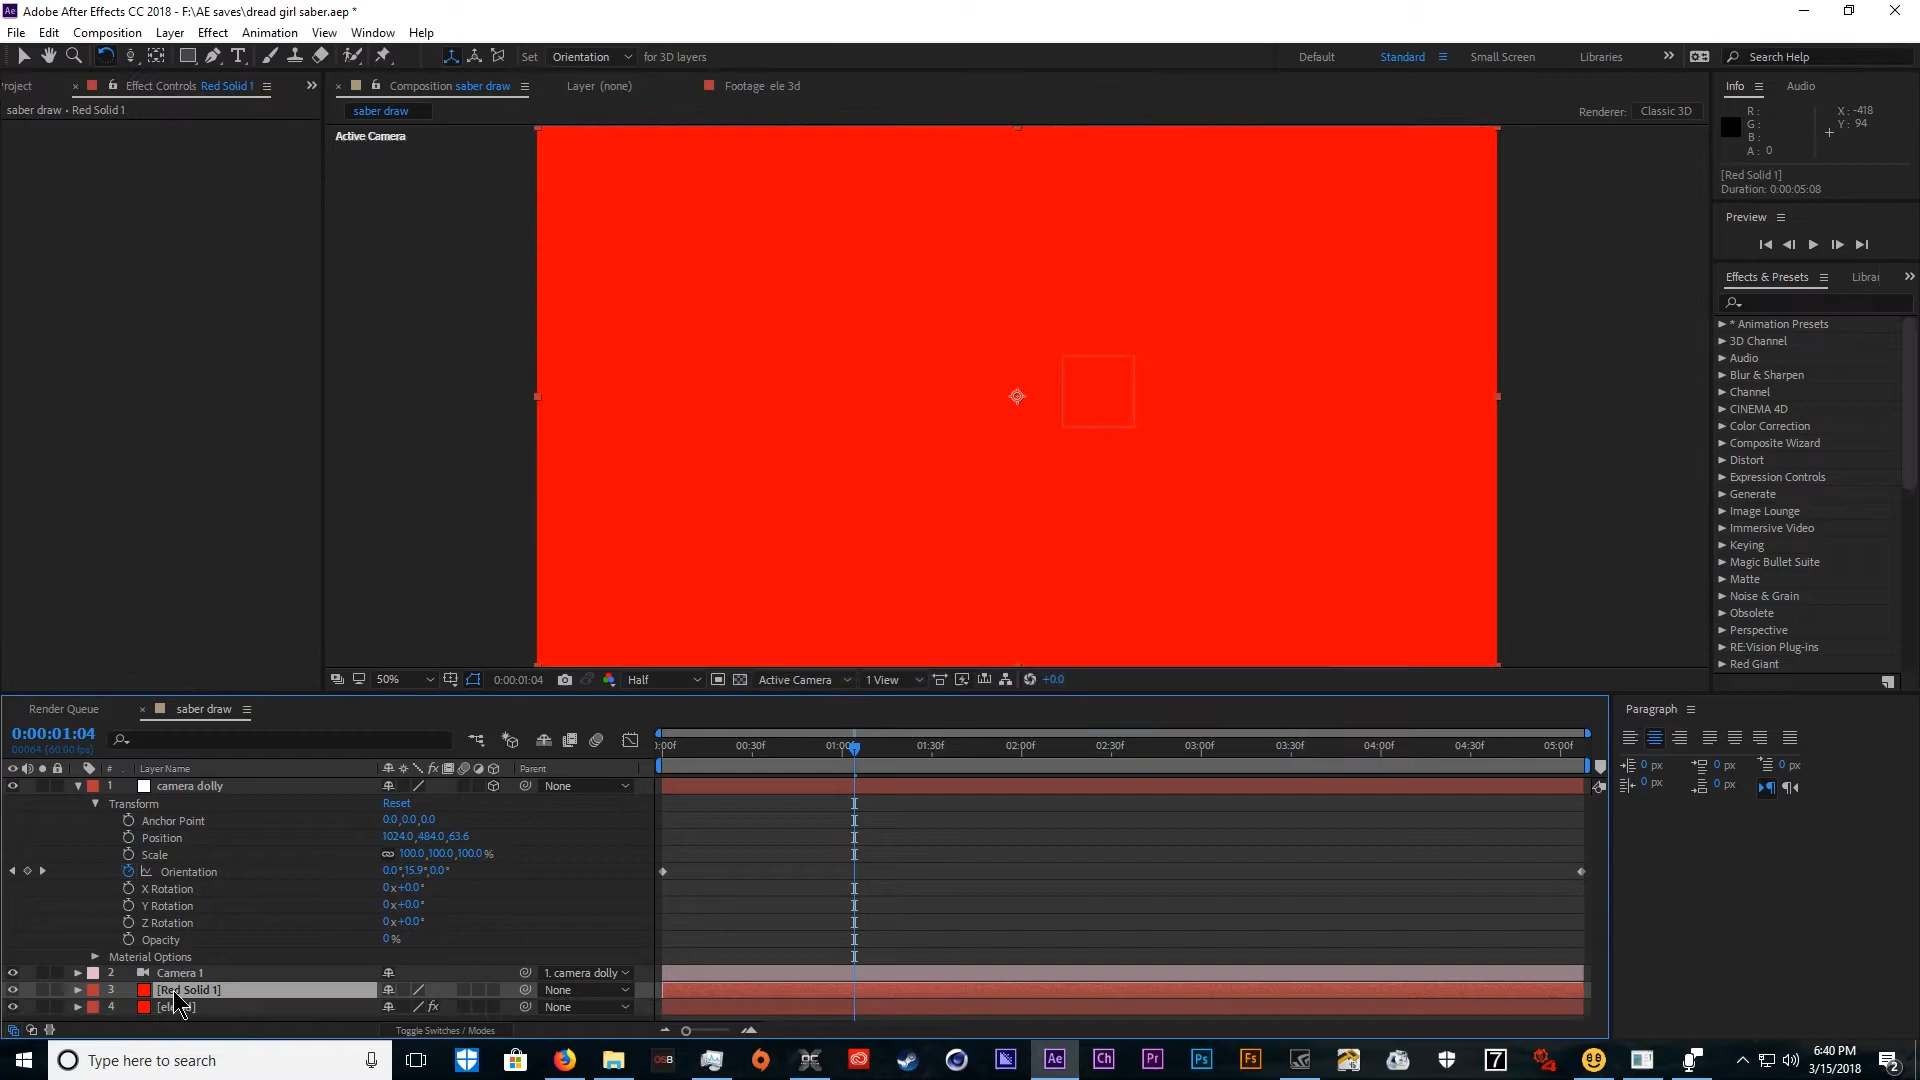 Adobe After Effects CC 2018 - F:\AE saves\dread girl saber.aep *
File Edit Composition Layer Effect Animation View Window Help
Set Orientation for 3D layers Default Standard Small Screen Libraries Search Help
roject Effect Controls Red Solid 1
saber draw • Red Solid 1
Composition saber draw Layer (none) Footage ele 3d
saber draw
Renderer: Classic 3D
Active Camera
Info Audio
R: X: -418
G: Y: 94
B:
A: 0
[Red Solid 1]
Duration: 0:00:05:08
Preview
Effects & Presets Librar
* Animation Presets
3D Channel
Audio
Blur & Sharpen
Channel
CINEMA 4D
Color Correction
Composite Wizard
Distort
Expression Controls
Generate
Image Lounge
Immersive Video
Keying
Magic Bullet Suite
Matte
Noise & Grain
Obsolete
Perspective
RE:Vision Plug-ins
Red Giant
50% 0:00:01:04 Half Active Camera 1 View +0.0
Render Queue saber draw
0:00:01:04
00064 (60.00 fps)
:00f 00:30f 01:00f 01:30f 02:00f 02:30f 03:00f 03:30f 04:00f 04:30f 05:00f
# Layer Name Parent
1 camera dolly None
Transform Reset
Anchor Point 0.0,0.0,0.0
Position 1024.0,484.0,63.6
Scale 100.0,100.0,100.0 %
Orientation 0.0°,15.9°,0.0°
X Rotation 0x+0.0°
Y Rotation 0x+0.0°
Z Rotation 0x+0.0°
Opacity 0 %
Material Options
2 Camera 1 1. camera dolly
3 [Red Solid 1] None
4 None
Toggle Switches / Modes
Paragraph
0 px 0 px 0 px
0 px 0 px
Type here to search
6:40 PM
3/15/2018